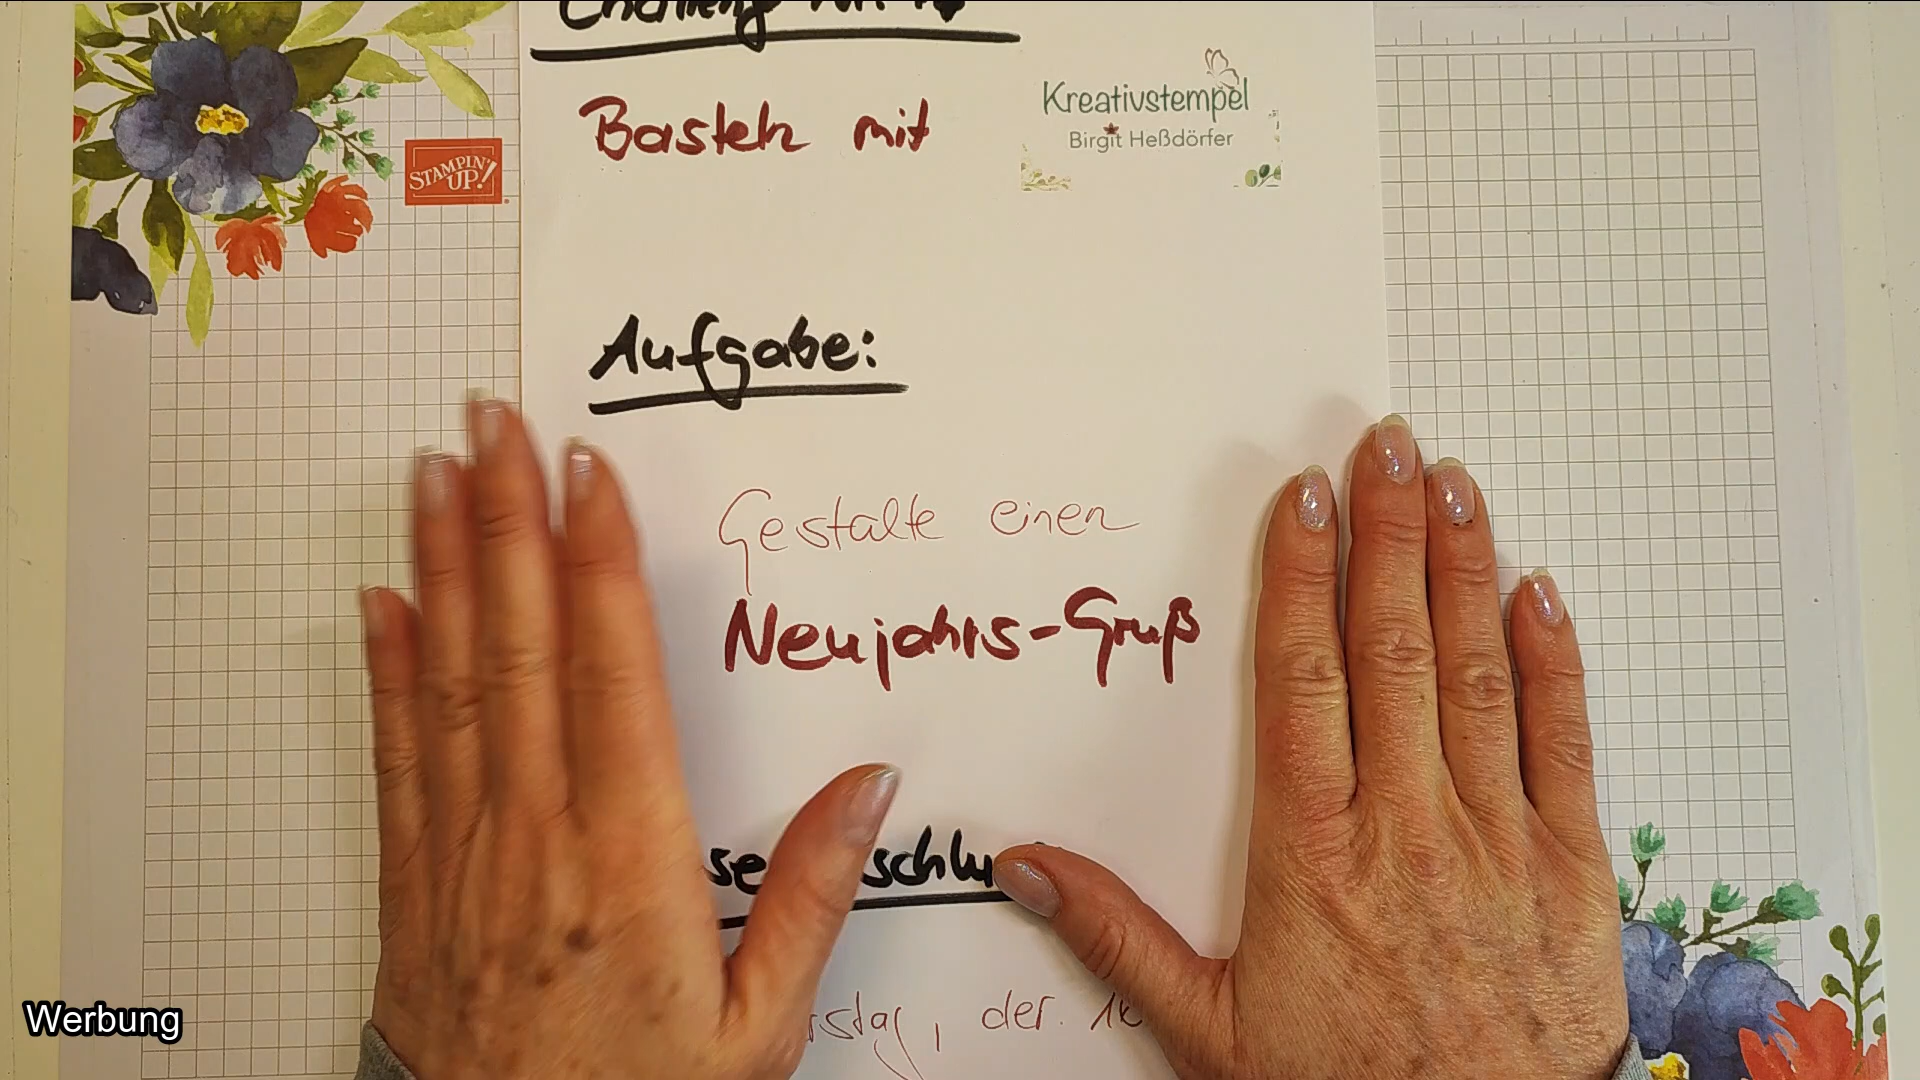 Basteln mit
Kreativstempel
Birgit Heßdörfer
STAMPIN' UP!
Aufgabe:
Gestalte einen
Neujahrs-Gruß
der
Werbung